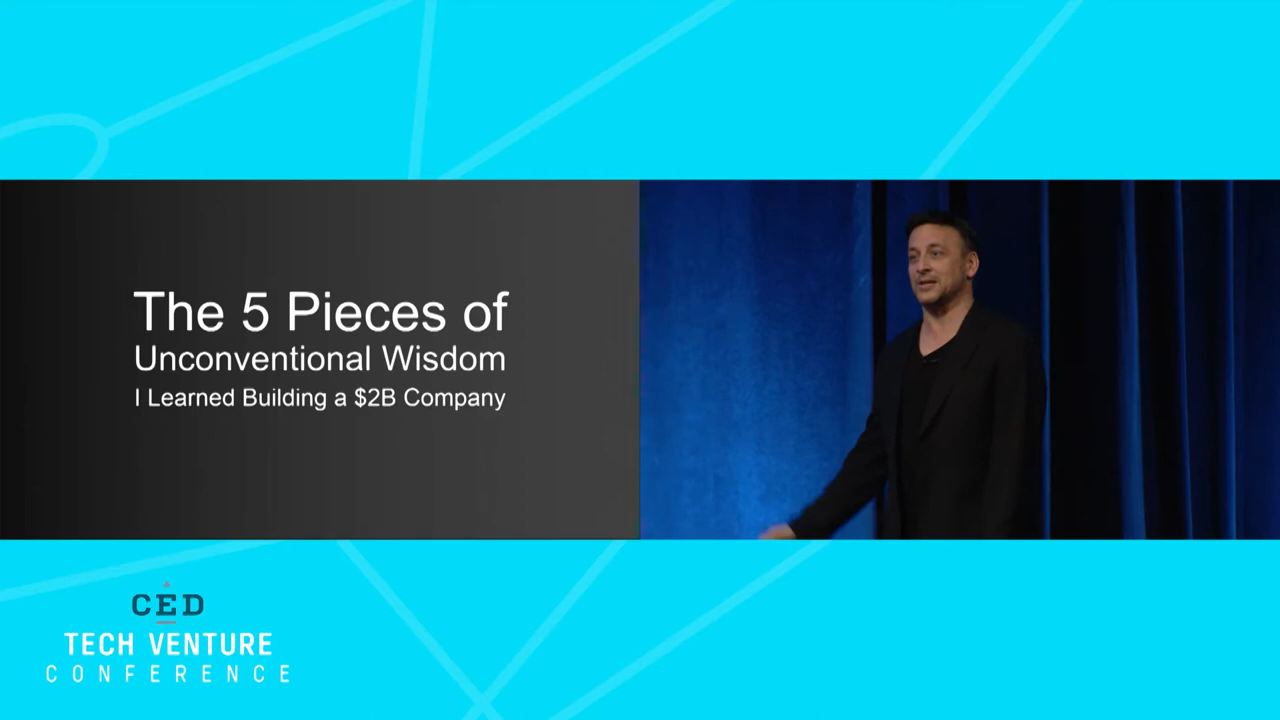 The 5 Pieces of
Unconventional Wisdom
I Learned Building a $2B Company
CED
TECH VENTURE
CONFERENCE